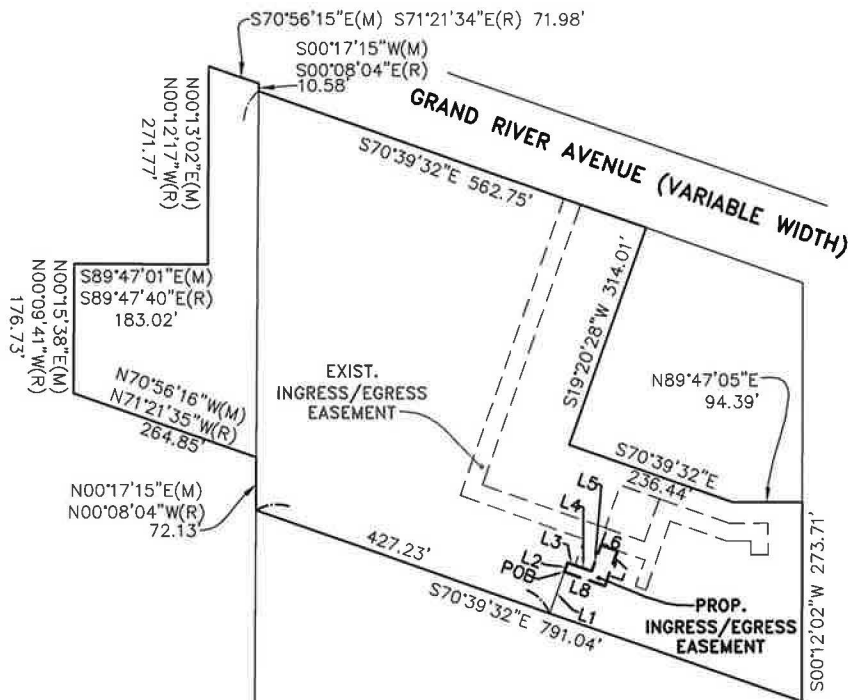 S70°56'15"E(M) S71°21'34"E(R) 71.98'
S00°17'15"W(M)
S00°08'04"E(R)
10.58'
GRAND RIVER AVENUE (VARIABLE WIDTH)
N00°13'02"E(M)
N00°12'17"W(R)
271.77'
S70°39'32"E 562.75'
S19°20'28"W 314.01'
S89°47'01"E(M)
S89°47'40"E(R)
183.02'
N00°15'38"E(M)
N00°09'41"W(R)
176.73'
N70°56'16"W(M)
N71°21'35"W(R)
264.85'
EXIST.
INGRESS/EGRESS
EASEMENT
N89°47'05"E
94.39'
S70°39'32"E
236.44'
N00°17'15"E(M)
N00°08'04"W(R)
72.13'
L5
L4
L3
L6
L2
POB
L8
L1
427.23'
S70°39'32"E 791.04'
PROP.
INGRESS/EGRESS
EASEMENT
S00°12'02"W 273.71'